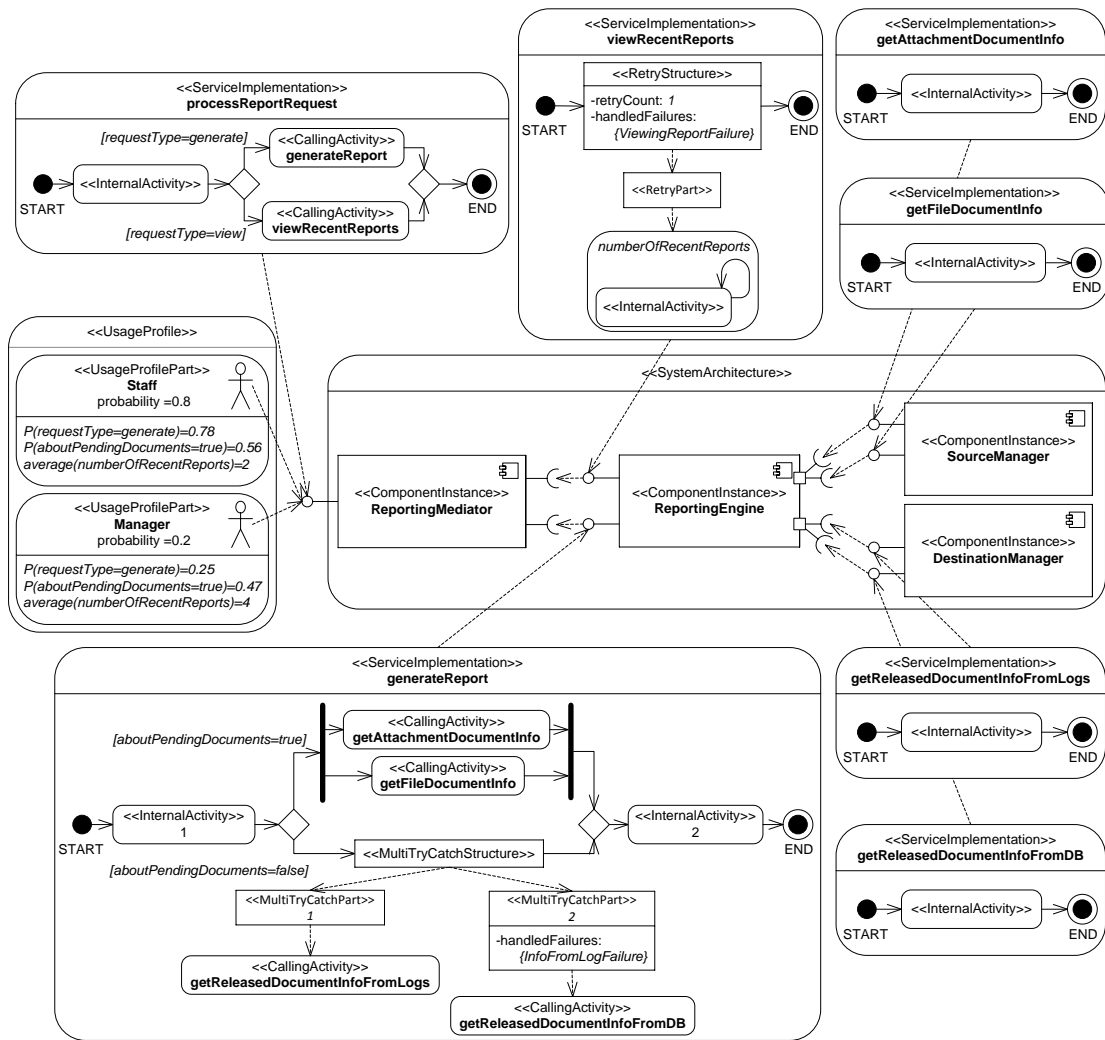 <<ServiceImplementation>>
processReportRequest
[requestType=generate]
<<CallingActivity>>
generateReport
<<InternalActivity>>
START
END
<<CallingActivity>>
viewRecentReports
[requestType=view]
<<ServiceImplementation>>
viewRecentReports
<<RetryStructure>>
-retryCount: 1
-handledFailures:
{ViewingReportFailure}
START
END
<<RetryPart>>
numberOfRecentReports
<<InternalActivity>>
<<ServiceImplementation>>
getAttachmentDocumentInfo
<<InternalActivity>>
START
END
<<ServiceImplementation>>
getFileDocumentInfo
<<InternalActivity>>
START
END
<<UsageProfile>>
<<UsageProfilePart>>
Staff
probability =0.8
P(requestType=generate)=0.78
P(aboutPendingDocuments=true)=0.56
average(numberOfRecentReports)=2
<<UsageProfilePart>>
Manager
probability =0.2
P(requestType=generate)=0.25
P(aboutPendingDocuments=true)=0.47
average(numberOfRecentReports)=4
<<SystemArchitecture>>
<<ComponentInstance>>
ReportingMediator
<<ComponentInstance>>
ReportingEngine
<<ComponentInstance>>
SourceManager
<<ComponentInstance>>
DestinationManager
<<ServiceImplementation>>
generateReport
[aboutPendingDocuments=true]
<<CallingActivity>>
getAttachmentDocumentInfo
<<CallingActivity>>
getFileDocumentInfo
<<InternalActivity>>
1
START
<<InternalActivity>>
2
END
<<MultiTryCatchStructure>>
[aboutPendingDocuments=false]
<<MultiTryCatchPart>>
1
<<MultiTryCatchPart>>
2
-handledFailures:
{InfoFromLogFailure}
<<CallingActivity>>
getReleasedDocumentInfoFromLogs
<<CallingActivity>>
getReleasedDocumentInfoFromDB
<<ServiceImplementation>>
getReleasedDocumentInfoFromLogs
<<InternalActivity>>
START
END
<<ServiceImplementation>>
getReleasedDocumentInfoFromDB
<<InternalActivity>>
START
END